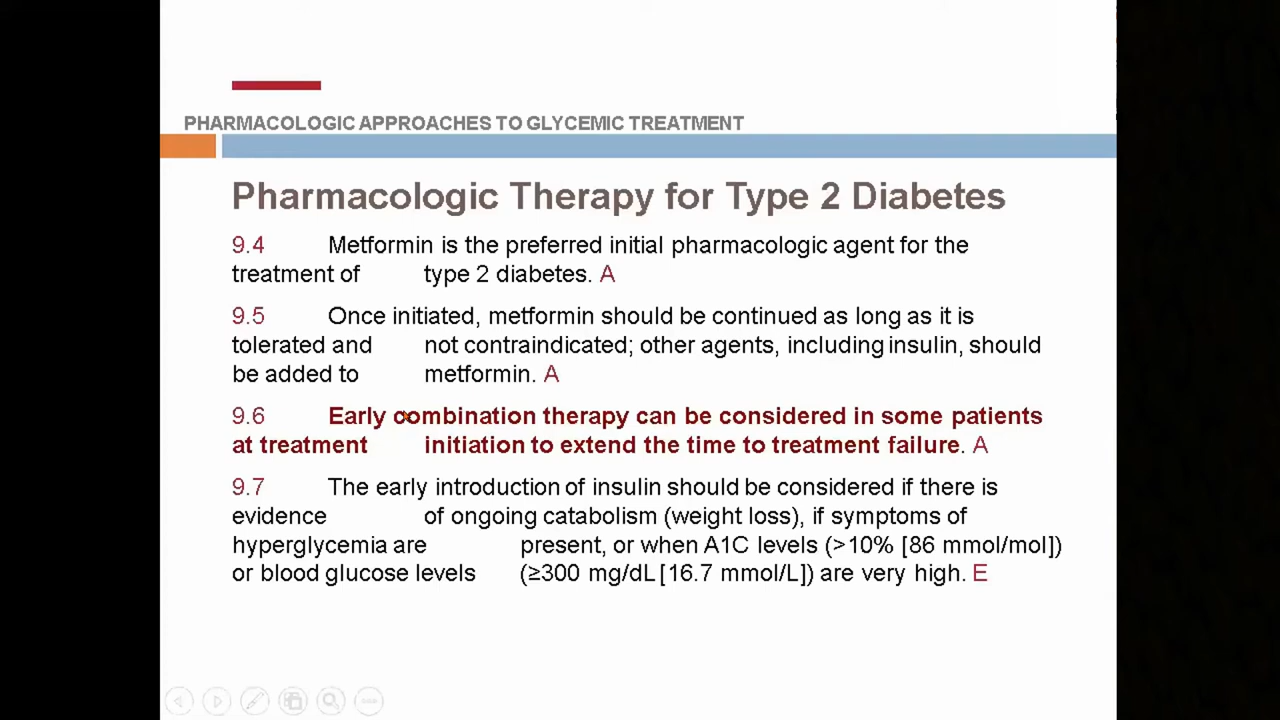 PHARMACOLOGIC APPROACHES TO GLYCEMIC TREATMENT
Pharmacologic Therapy for Type 2 Diabetes
9.4 Metformin is the preferred initial pharmacologic agent for the
treatment of type 2 diabetes. A
9.5 Once initiated, metformin should be continued as long as it is
tolerated and not contraindicated; other agents, including insulin, should
be added to metformin. A
9.6 Early combination therapy can be considered in some patients
at treatment initiation to extend the time to treatment failure. A
9.7 The early introduction of insulin should be considered if there is
evidence of ongoing catabolism (weight loss), if symptoms of
hyperglycemia are present, or when A1C levels (>10% [86 mmol/mol])
or blood glucose levels (≥300 mg/dL [16.7 mmol/L]) are very high. E